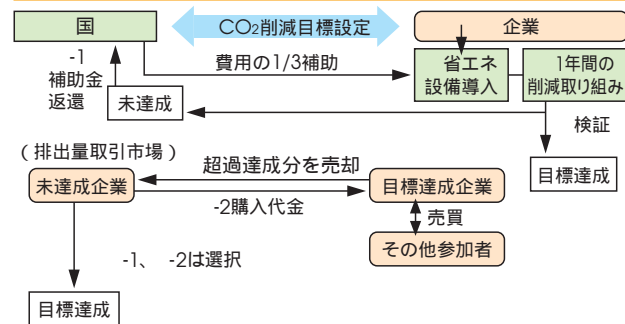 国
CO₂削減目標設定
企業
-1
補助金
返還
費用の1/3補助
省エネ
設備導入
1年間の
削減取り組み
未達成
検証
(排出量取引市場)
目標達成
超過達成分を売却
未達成企業
目標達成企業
-2購入代金
売買
その他参加者
-1、 -2は選択
目標達成